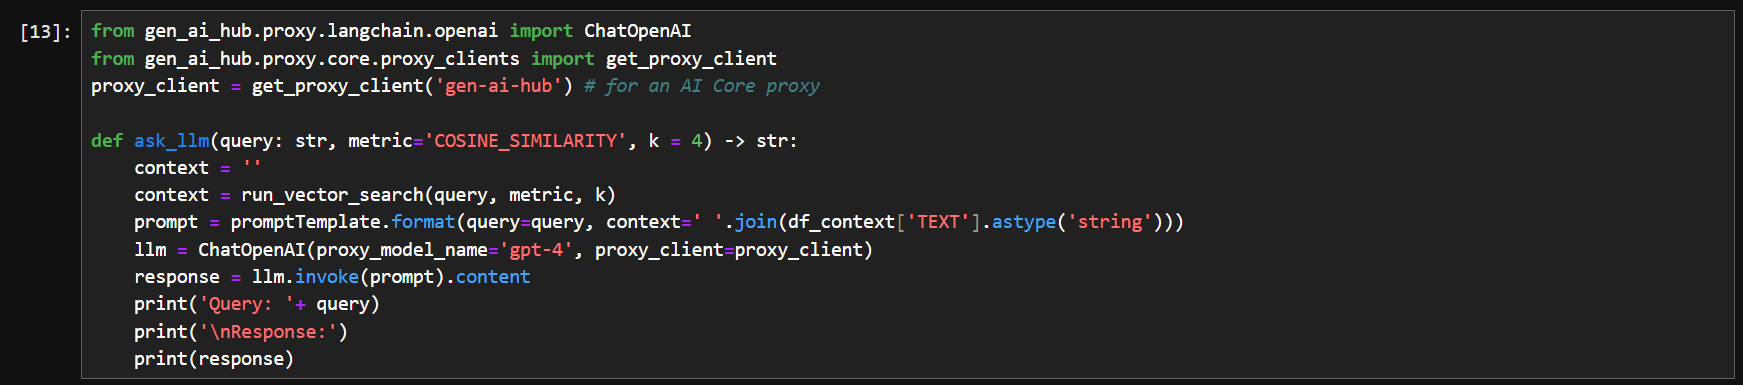 [13]: from gen_ai_hub.proxy.langchain.openai import ChatOpenAI
from gen_ai_hub.proxy.core.proxy_clients import get_proxy_client
proxy_client = get_proxy_client('gen-ai-hub') # for an AI Core proxy

def ask_llm(query: str, metric='COSINE_SIMILARITY', k = 4) -> str:
    context = ''
    context = run_vector_search(query, metric, k)
    prompt = promptTemplate.format(query=query, context=' '.join(df_context['TEXT'].astype('string')))
    llm = ChatOpenAI(proxy_model_name='gpt-4', proxy_client=proxy_client)
    response = llm.invoke(prompt).content
    print('Query: '+ query)
    print('\nResponse:')
    print(response)